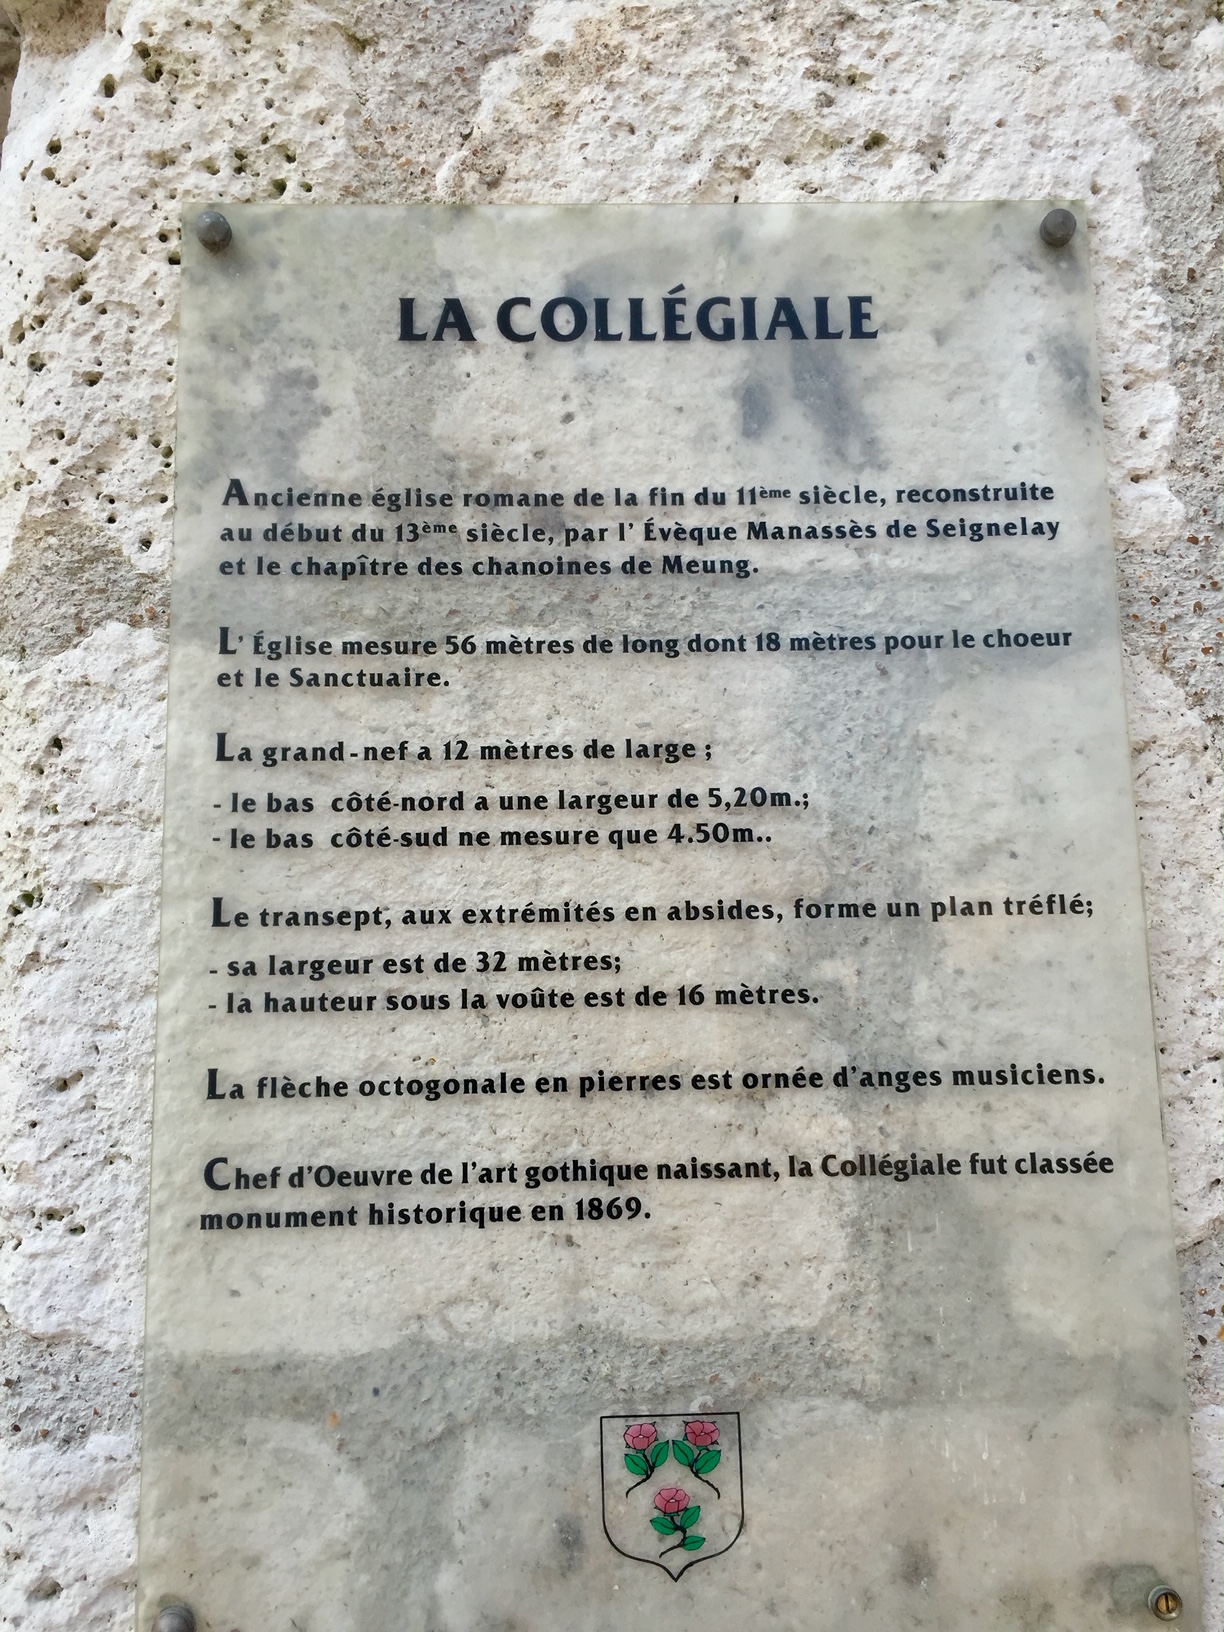 LA COLLÉGIALE
Ancienne église romane de la fin du 11ème siècle, reconstruite
au début du 13ème siècle, par l' Évèque Manassès de Seignelay
et le chapître des chanoines de Meung.
L' Église mesure 56 mètres de long dont 18 mètres pour le choeur
et le Sanctuaire.
La grand-nef a 12 mètres de large ;
- le bas côté-nord a une largeur de 5,20m.;
- le bas côté-sud ne mesure que 4.50m..
Le transept, aux extrémités en absides, forme un plan tréflé;
- sa largeur est de 32 mètres;
- la hauteur sous la voûte est de 16 mètres.
La flèche octogonale en pierres est ornée d'anges musiciens.
Chef d'Oeuvre de l'art gothique naissant, la Collégiale fut classée
monument historique en 1869.